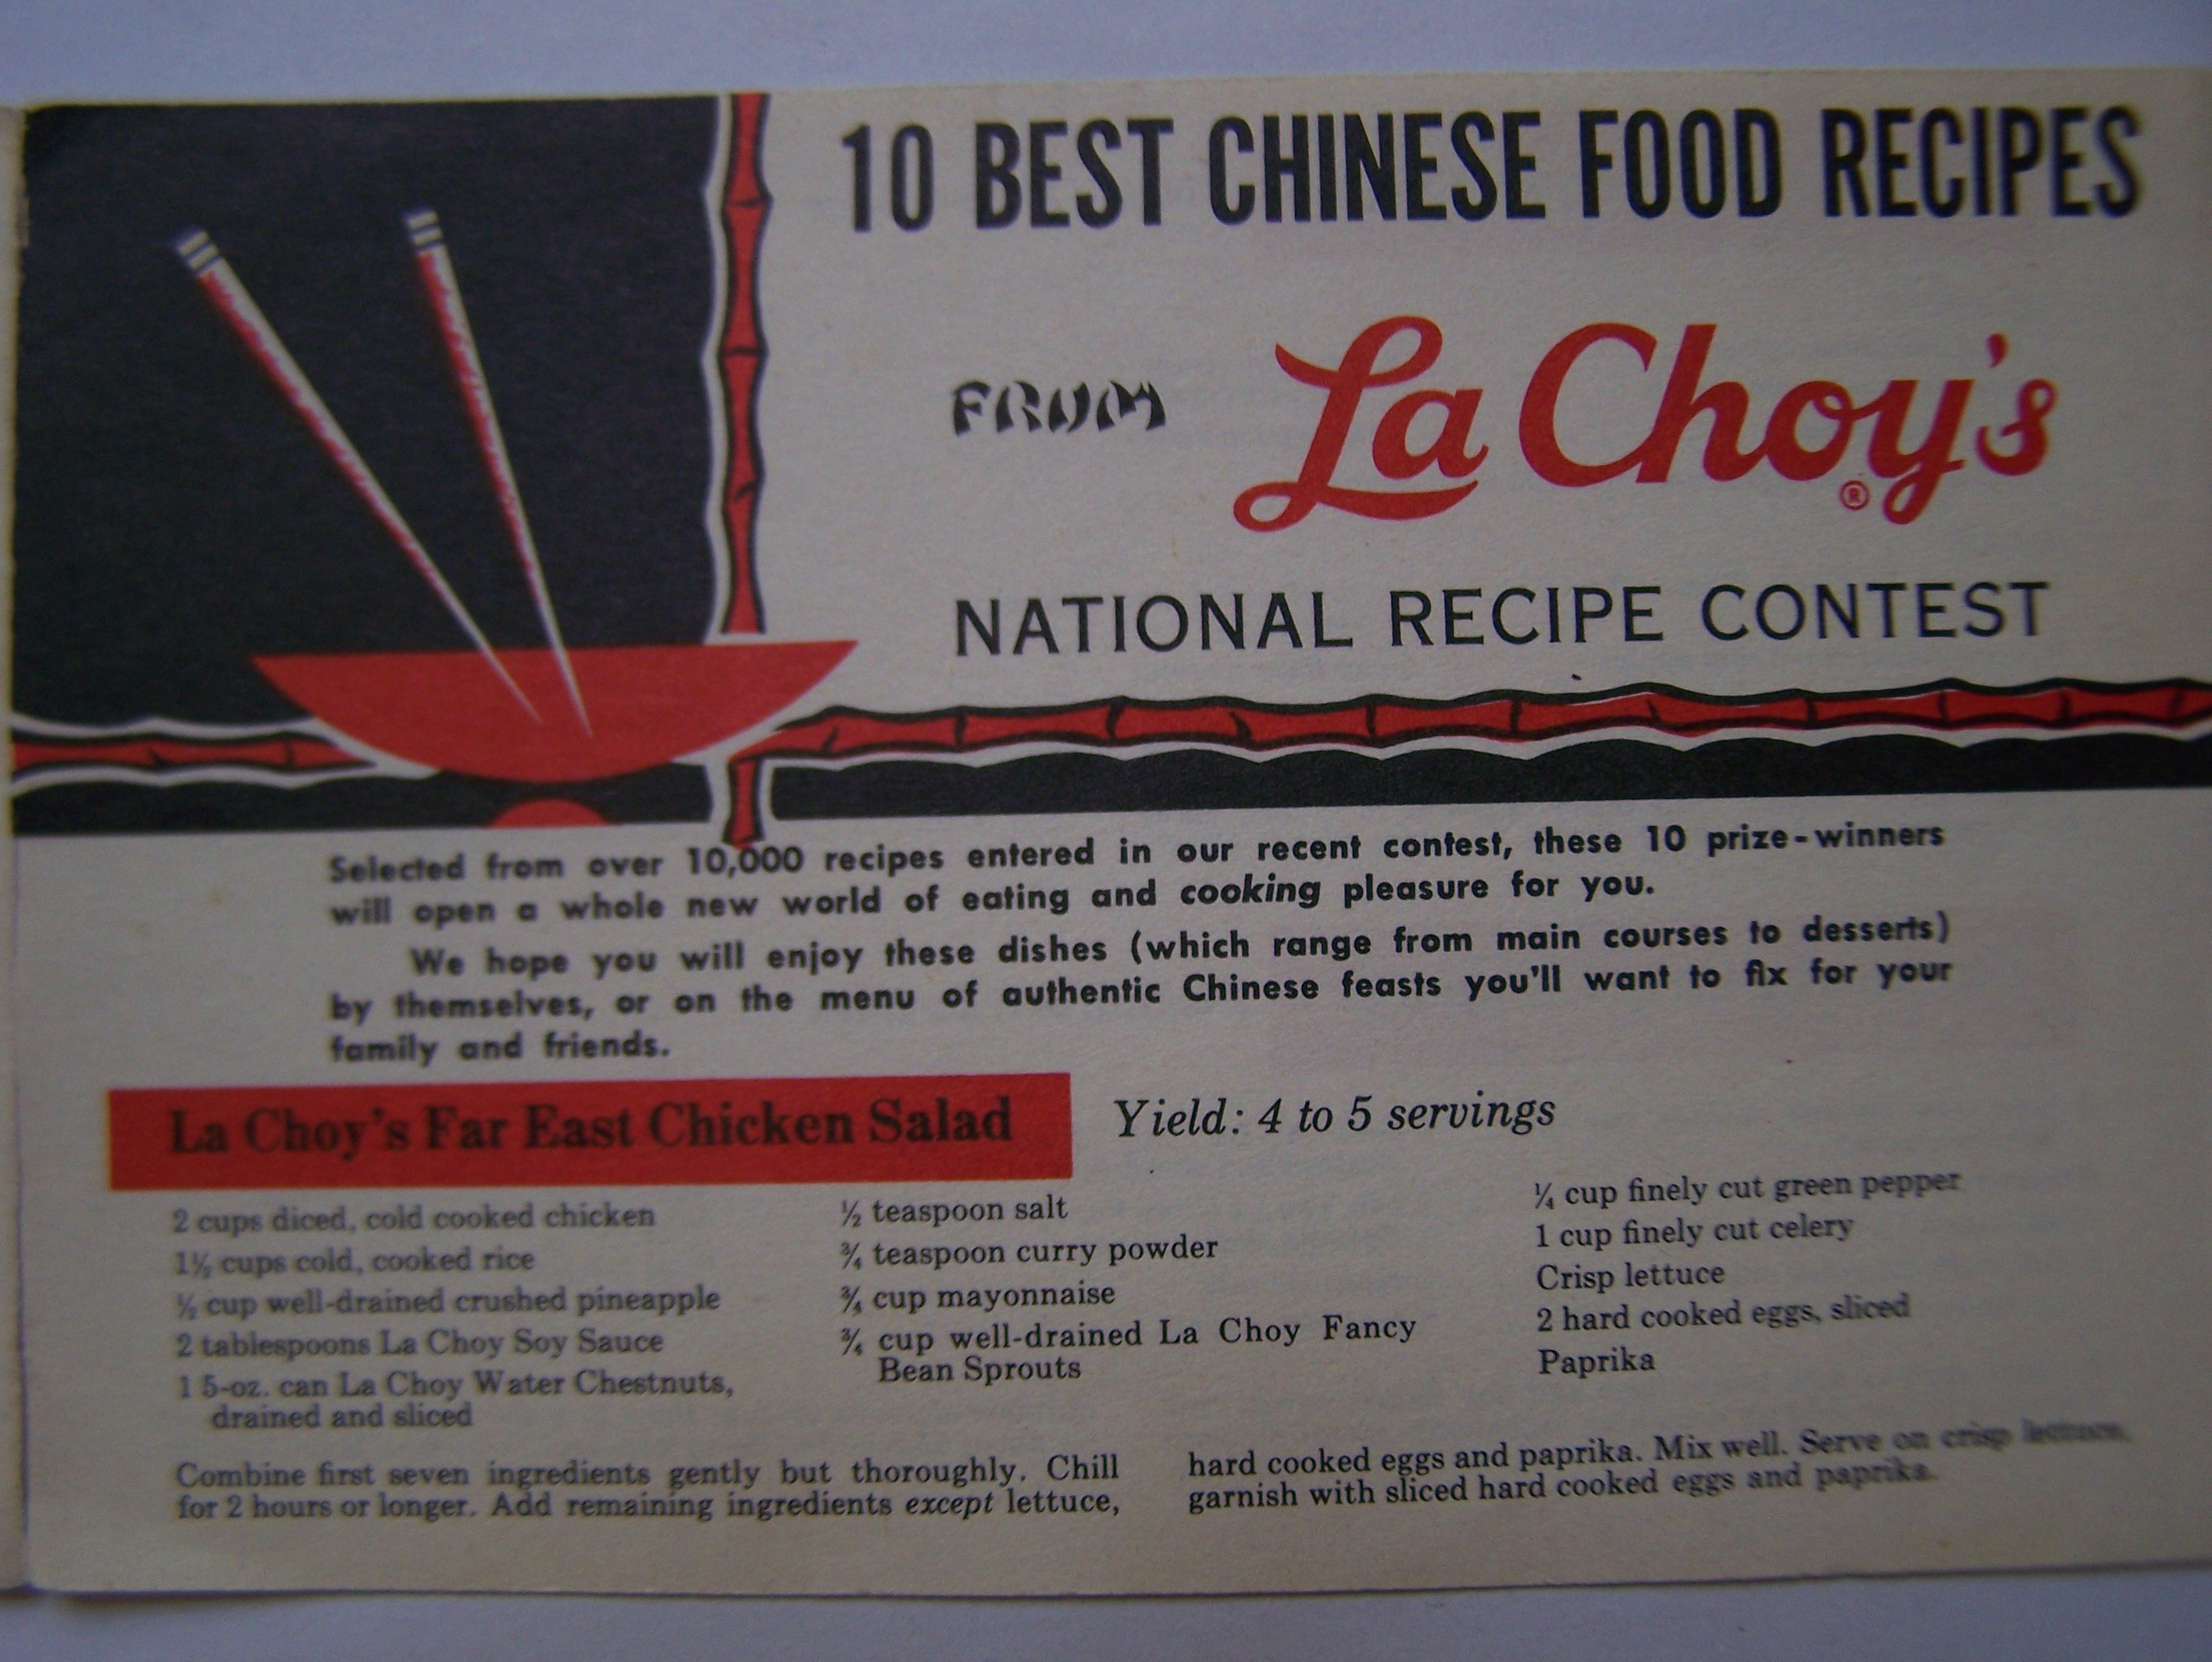 10 BEST CHINESE FOOD RECIPES
FROM La Choy's®
NATIONAL RECIPE CONTEST
Selected from over 10,000 recipes entered in our recent contest, these 10 prize-winners
will open a whole new world of eating and cooking pleasure for you.
We hope you will enjoy these dishes (which range from main courses to desserts)
by themselves, or on the menu of authentic Chinese feasts you'll want to fix for your
family and friends.
La Choy's Far East Chicken Salad
Yield: 4 to 5 servings
2 cups diced, cold cooked chicken
1½ cups cold, cooked rice
½ cup well-drained crushed pineapple
2 tablespoons La Choy Soy Sauce
1 5-oz. can La Choy Water Chestnuts,
drained and sliced
½ teaspoon salt
¾ teaspoon curry powder
¾ cup mayonnaise
¾ cup well-drained La Choy Fancy
Bean Sprouts
¼ cup finely cut green pepper
1 cup finely cut celery
Crisp lettuce
2 hard cooked eggs, sliced
Paprika
Combine first seven ingredients gently but thoroughly. Chill
for 2 hours or longer. Add remaining ingredients except lettuce,
hard cooked eggs and paprika. Mix well. Serve on crisp lettuce,
garnish with sliced hard cooked eggs and paprika.